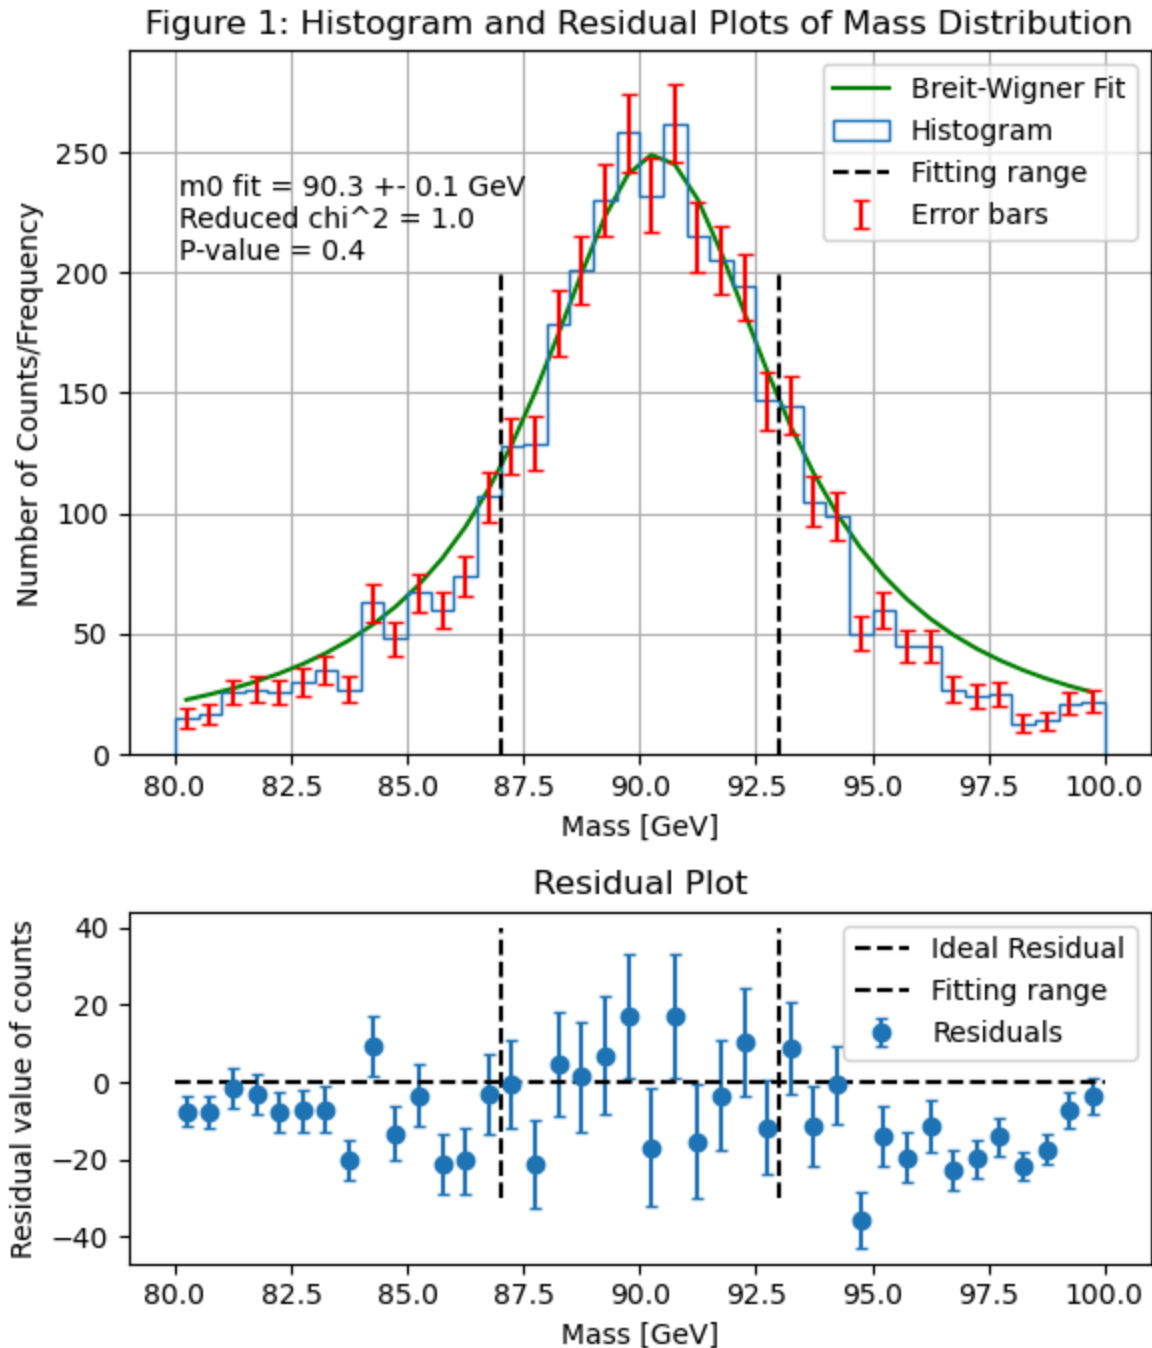 Figure 1: Histogram and Residual Plots of Mass Distribution
Breit-Wigner Fit
Histogram
Fitting range
Error bars
m0 fit = 90.3 +- 0.1 GeV
Reduced chi^2 = 1.0
P-value = 0.4
Number of Counts/Frequency
250
200
150
100
50
0
80.0 82.5 85.0 87.5 90.0 92.5 95.0 97.5 100.0
Mass [GeV]
Residual Plot
Ideal Residual
Fitting range
Residuals
Residual value of counts
40
20
0
−20
−40
80.0 82.5 85.0 87.5 90.0 92.5 95.0 97.5 100.0
Mass [GeV]